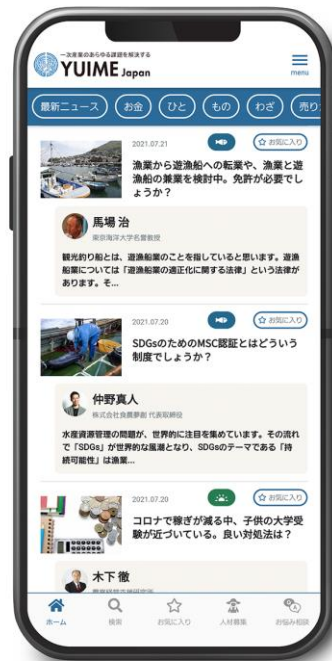 一次産業のあらゆる課題を解決する
YUIME Japan
menu
最新ニュース
お金
ひと
もの
わざ
売り
2021.07.21
お気に入り
漁業から遊漁船への転業や、漁業と遊
漁船の兼業を検討中。免許が必要でし
ょうか？
馬場 治
東京海洋大学名誉教授
観光釣り船とは、遊漁船業のことを指していると思います。遊漁
船業については「遊漁船業の適正化に関する法律」という法律が
あります。そ...
2021.07.20
お気に入り
SDGsのためのMSC認証とはどういう
制度でしょうか？
仲野真人
株式会社食農夢創 代表取締役
水産資源管理の問題が、世界的に注目を集めています。その流れ
で「SDGs」が世界的な風潮となり、SDGsのテーマである「持
続可能性」は漁業...
2021.07.20
お気に入り
コロナで稼ぎが減る中、子供の大学受
験が近づいている。良い対処法は？
木下 徹
ホーム
検索
お気に入り
人材募集
お悩み相談